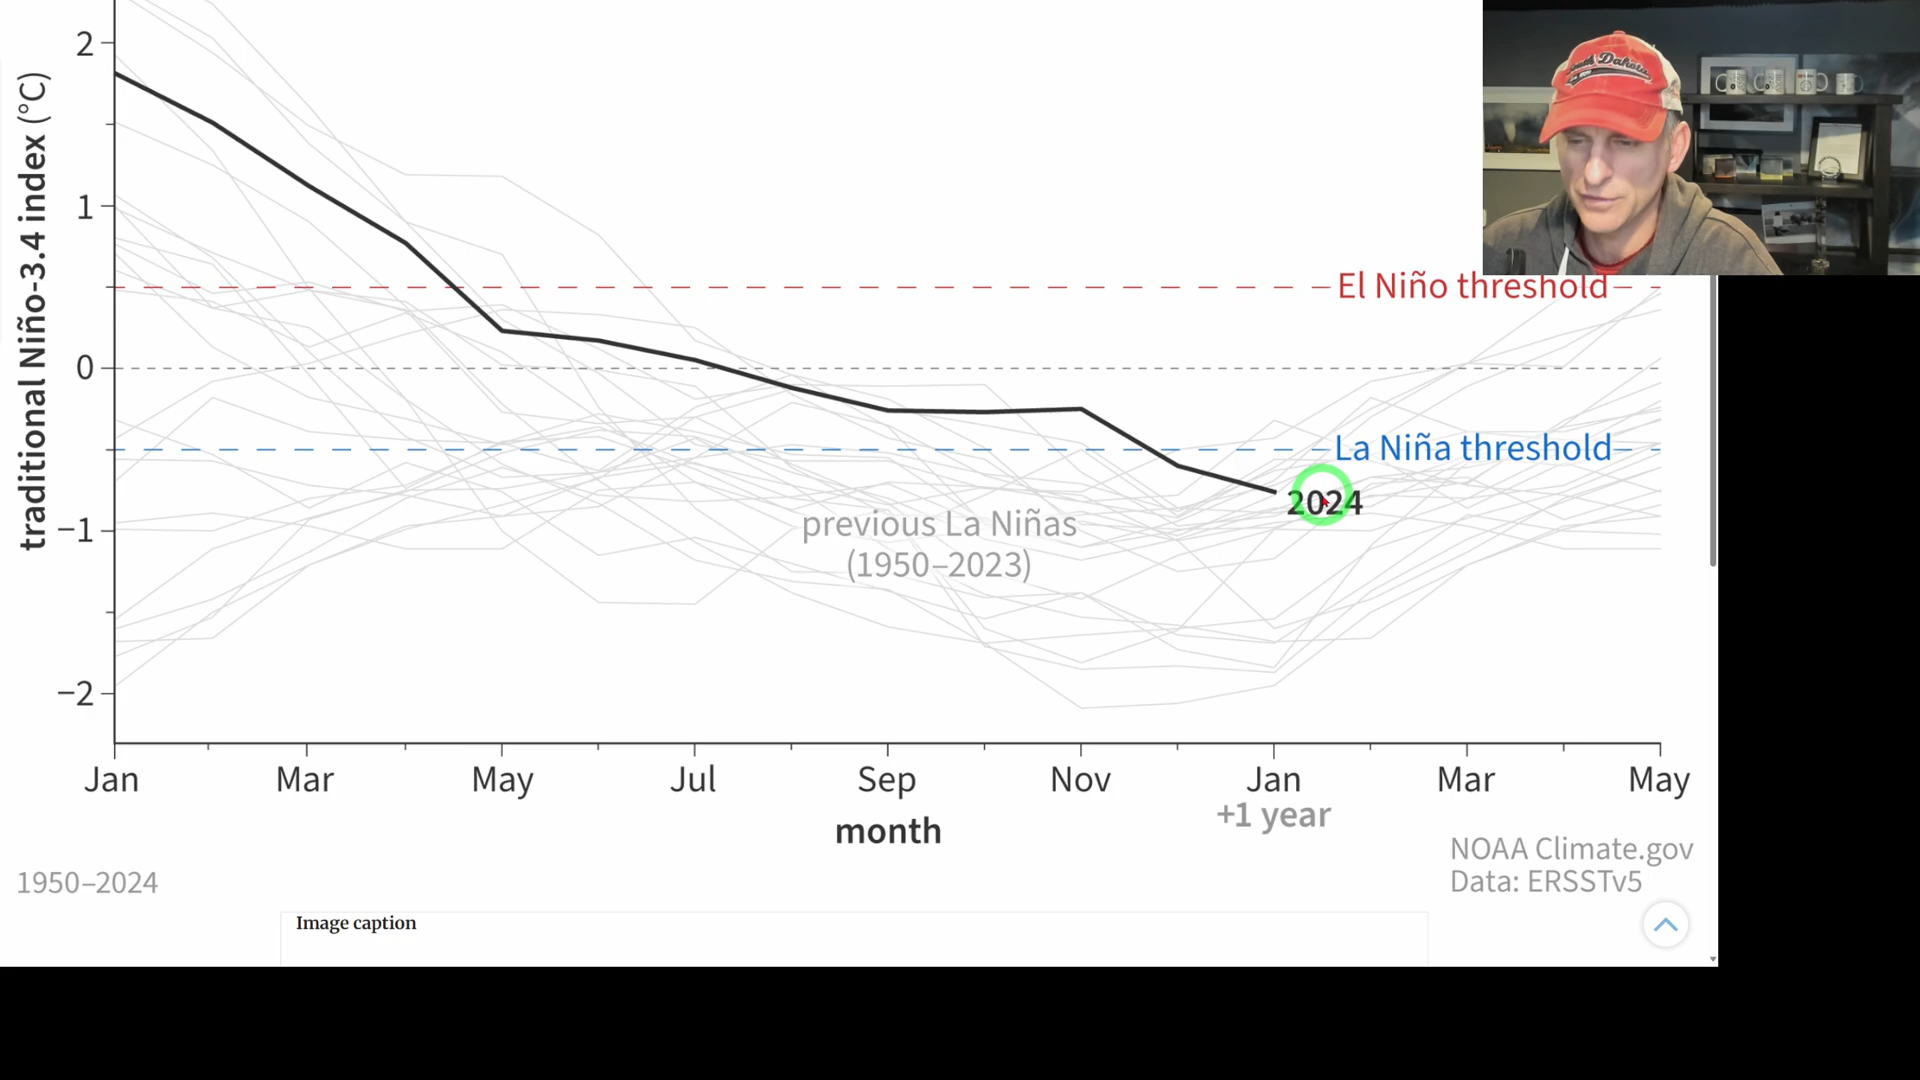 2
1
0
−1
−2
traditional Niño-3.4 index (°C)
Dakota
El Niño threshold
La Niña threshold
2024
previous La Niñas
(1950–2023)
Jan
Mar
May
Jul
Sep
Nov
Jan
Mar
May
+1 year
month
NOAA Climate.gov
Data: ERSSTv5
1950–2024
Image caption